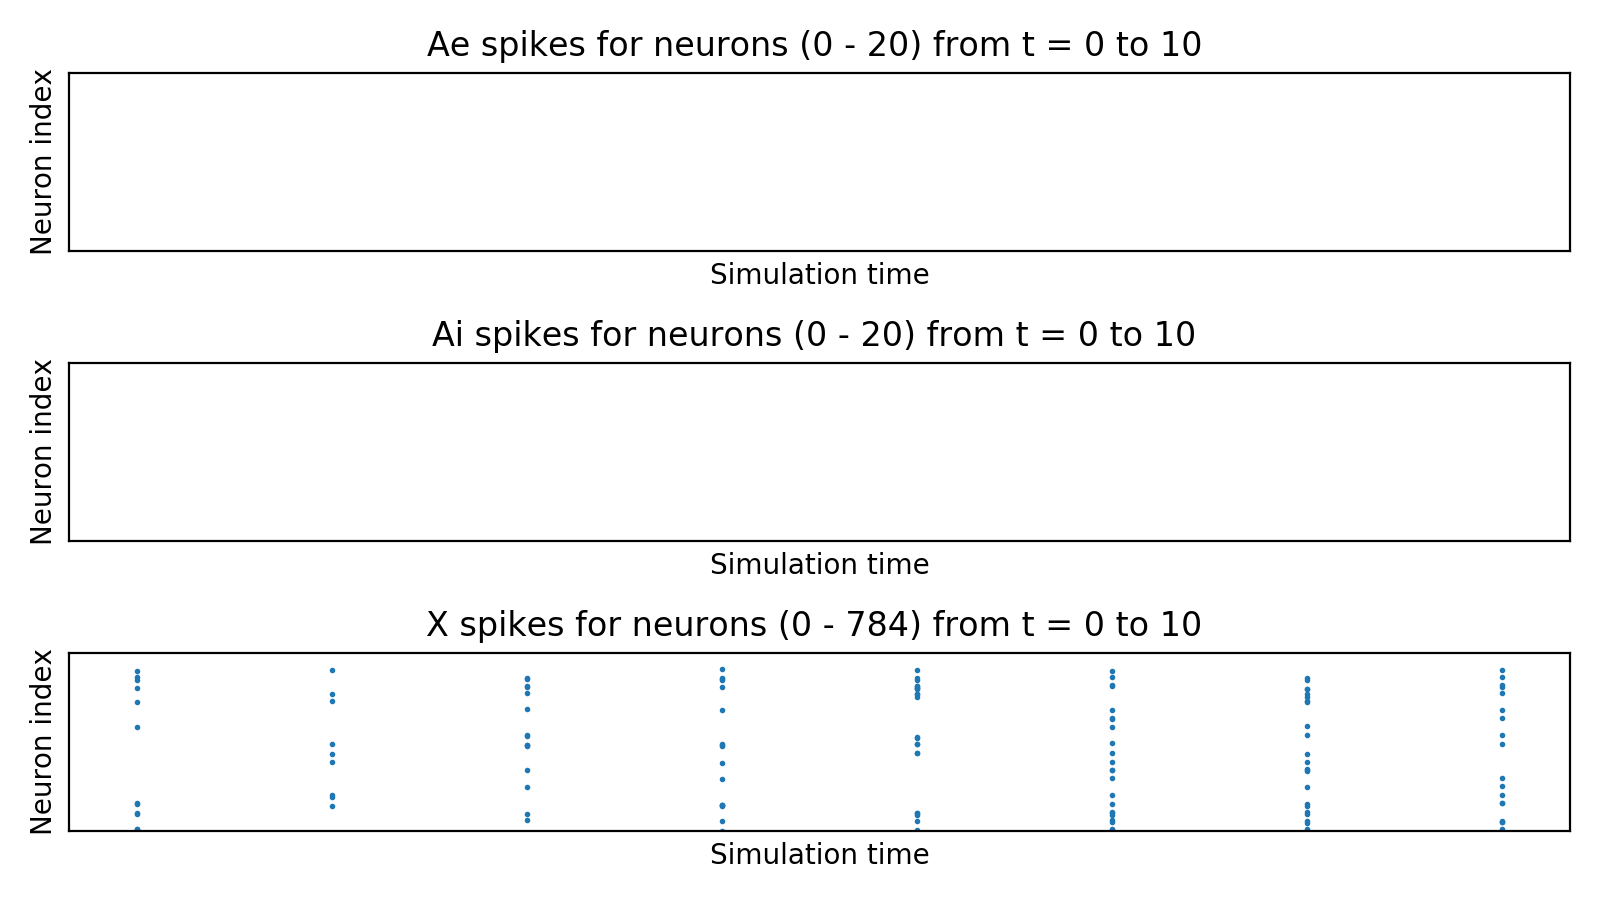 Ae spikes for neurons (0 - 20) from t = 0 to 10
Neuron index
Simulation time
Ai spikes for neurons (0 - 20) from t = 0 to 10
Neuron index
Simulation time
X spikes for neurons (0 - 784) from t = 0 to 10
Neuron index
Simulation time